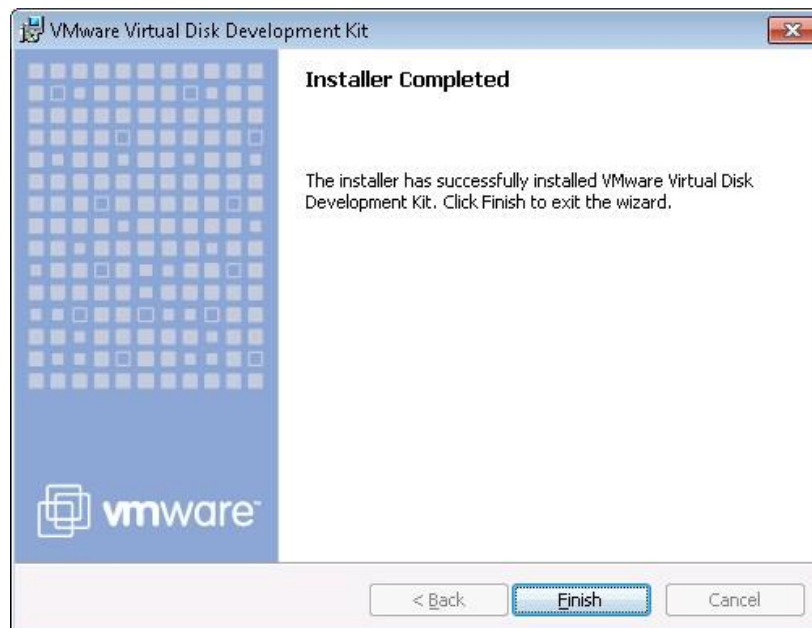 VMware Virtual Disk Development Kit
Installer Completed
The installer has successfully installed VMware Virtual Disk
Development Kit. Click Finish to exit the wizard.
vmware™
< Back
Finish
Cancel